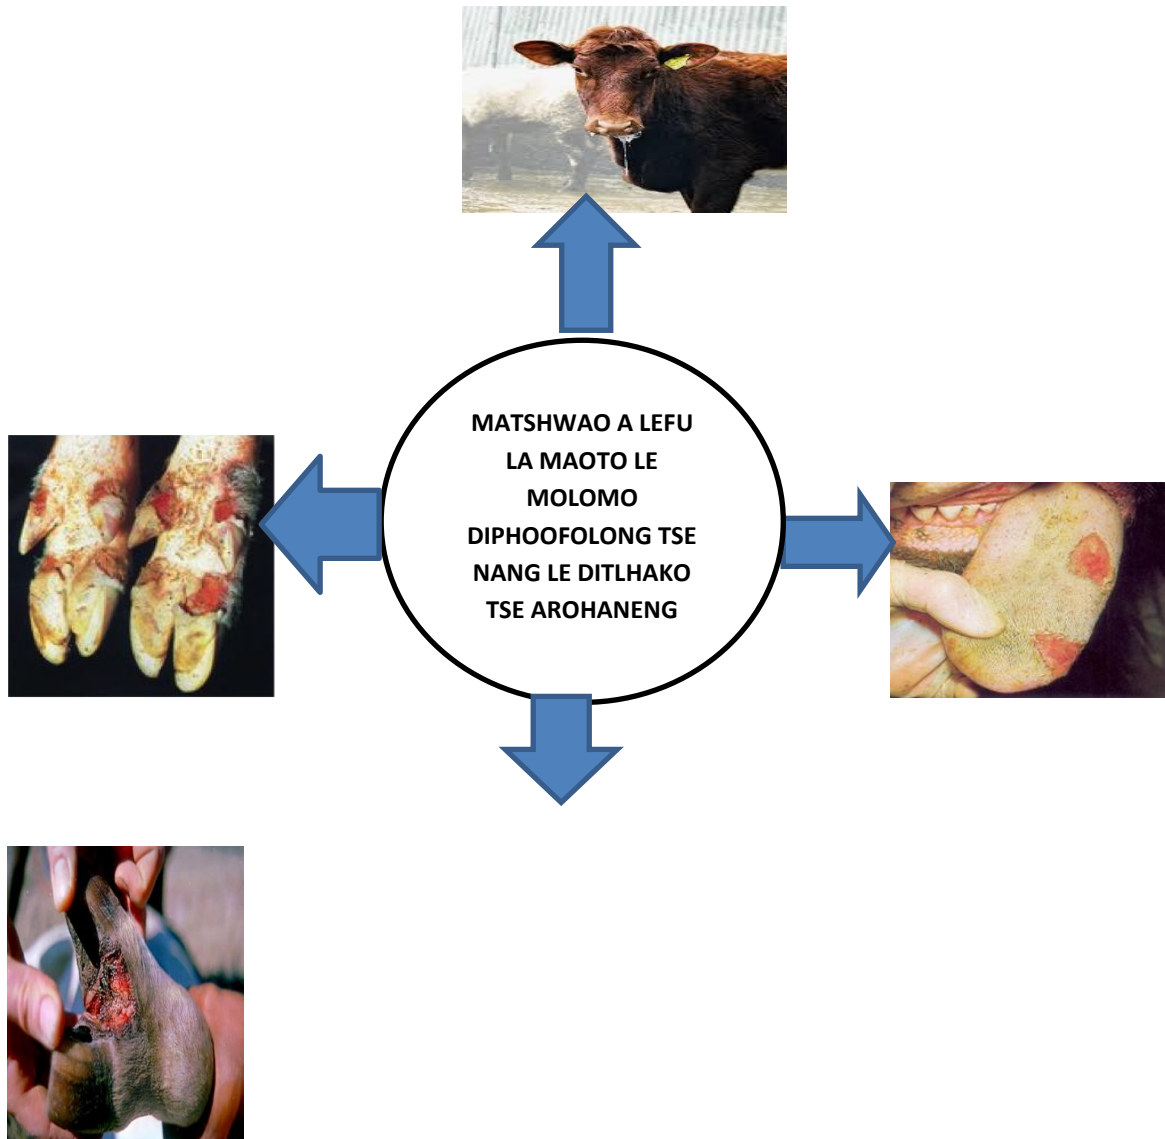 MATSHWAO A LEFU
LA MAOTO LE
MOLOMO
DIPHOOFOLONG TSE
NANG LE DITLHAKO
TSE AROHANENG